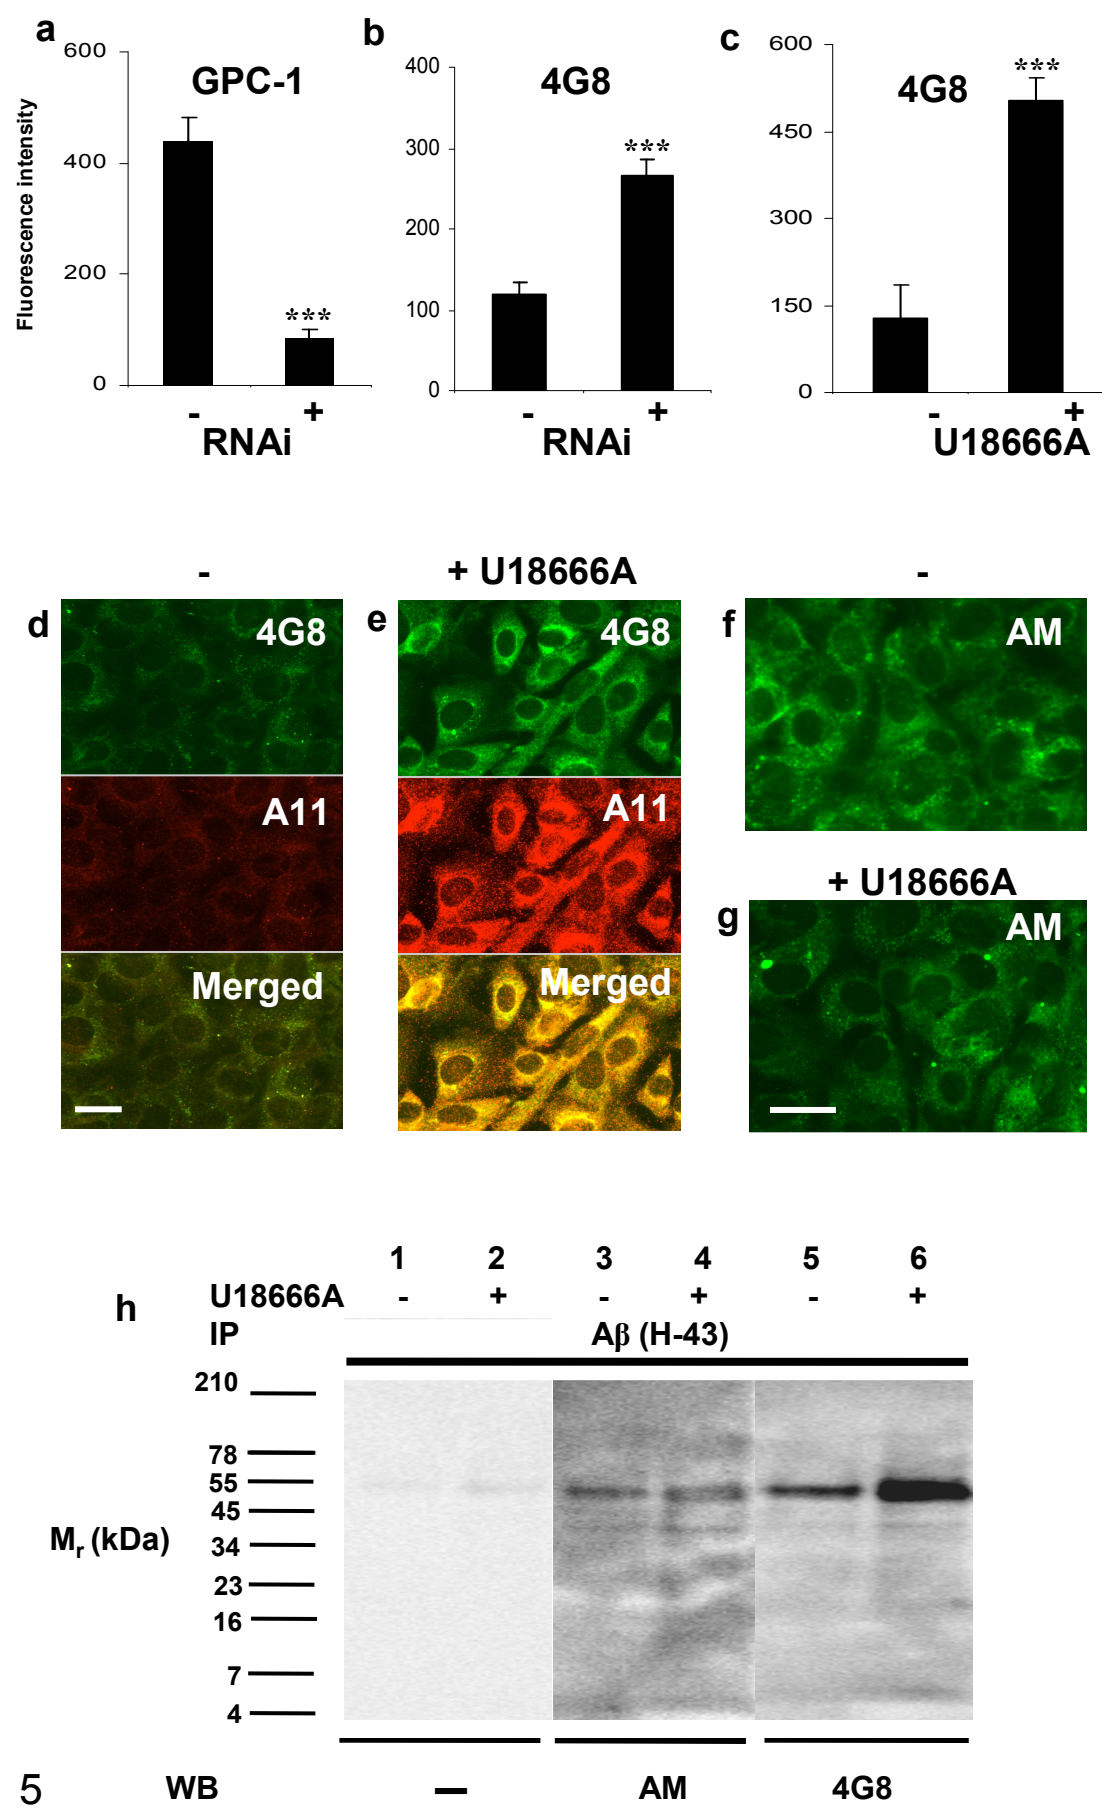 a
b
c
600
400
200
0
Fluorescence intensity
GPC-1
***
- +
RNAi
400
300
200
100
0
4G8
***
- +
RNAi
600
450
300
150
0
4G8
***
- +
U18666A
- + U18666A -
d
4G8
A11
Merged
e
4G8
A11
Merged
f
AM
+ U18666A
g
AM
h
1 2 3 4 5 6
U18666A - + - + - +
IP Aβ (H-43)
210
78
55
45
34
23
16
7
4
Mr (kDa)
5 WB – AM 4G8